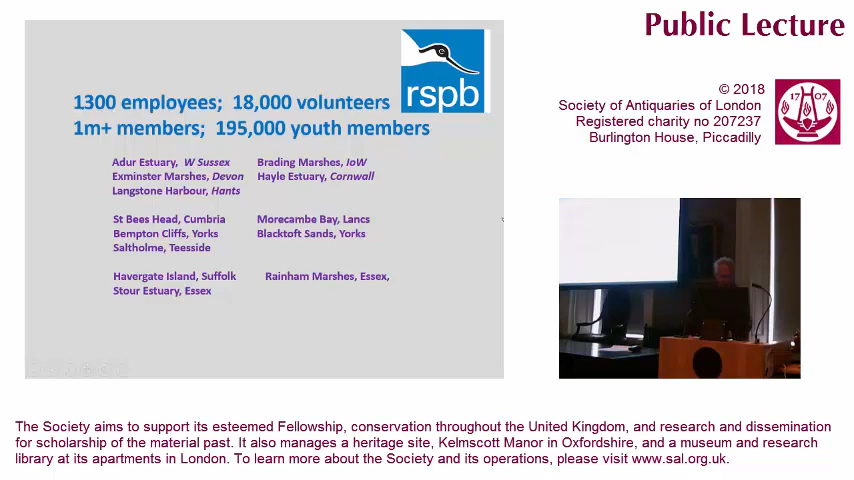 Public Lecture
© 2018
Society of Antiquaries of London
Registered charity no 207237
Burlington House, Piccadilly
17 07
rspb
1300 employees; 18,000 volunteers
1m+ members; 195,000 youth members
Adur Estuary, W Sussex Brading Marshes, IoW
Exminster Marshes, Devon Hayle Estuary, Cornwall
Langstone Harbour, Hants
St Bees Head, Cumbria Morecambe Bay, Lancs
Bempton Cliffs, Yorks Blacktoft Sands, Yorks
Saltholme, Teesside
Havergate Island, Suffolk Rainham Marshes, Essex,
Stour Estuary, Essex
The Society aims to support its esteemed Fellowship, conservation throughout the United Kingdom, and research and dissemination
for scholarship of the material past. It also manages a heritage site, Kelmscott Manor in Oxfordshire, and a museum and research
library at its apartments in London. To learn more about the Society and its operations, please visit www.sal.org.uk.